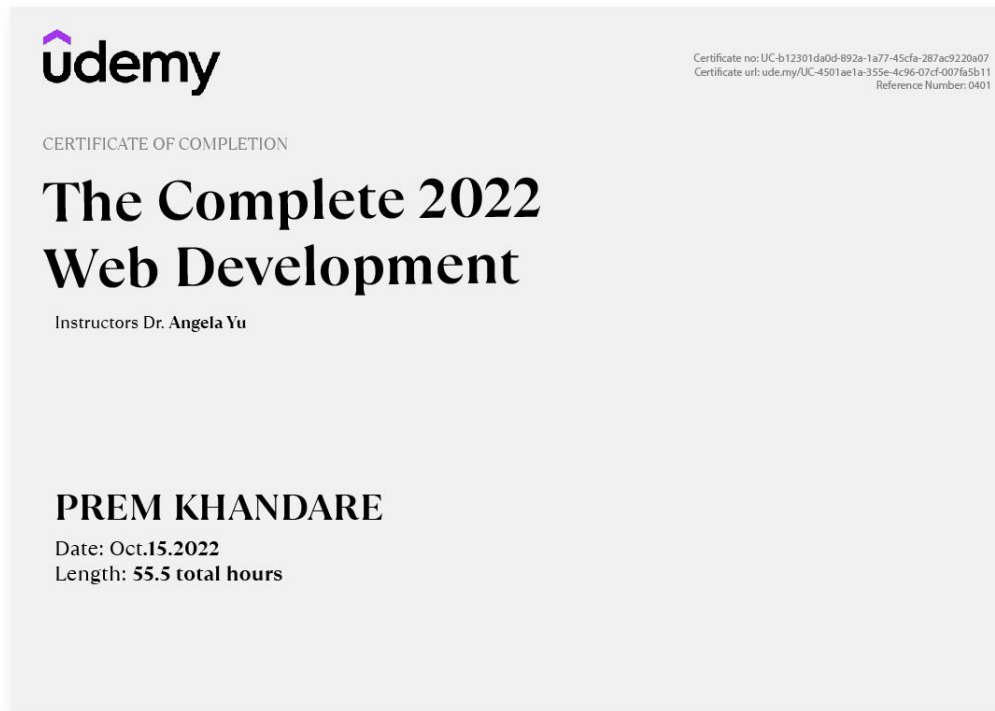 udemy
Certificate no: UC-b12301da0d-892a-1a77-45cfa-287ac9220a07
Certificate url: ude.my/UC-4501ae1a-355e-4c96-07cf-007fa5b11
Reference Number: 0401
CERTIFICATE OF COMPLETION
The Complete 2022
Web Development
Instructors Dr. Angela Yu
PREM KHANDARE
Date: Oct.15.2022
Length: 55.5 total hours